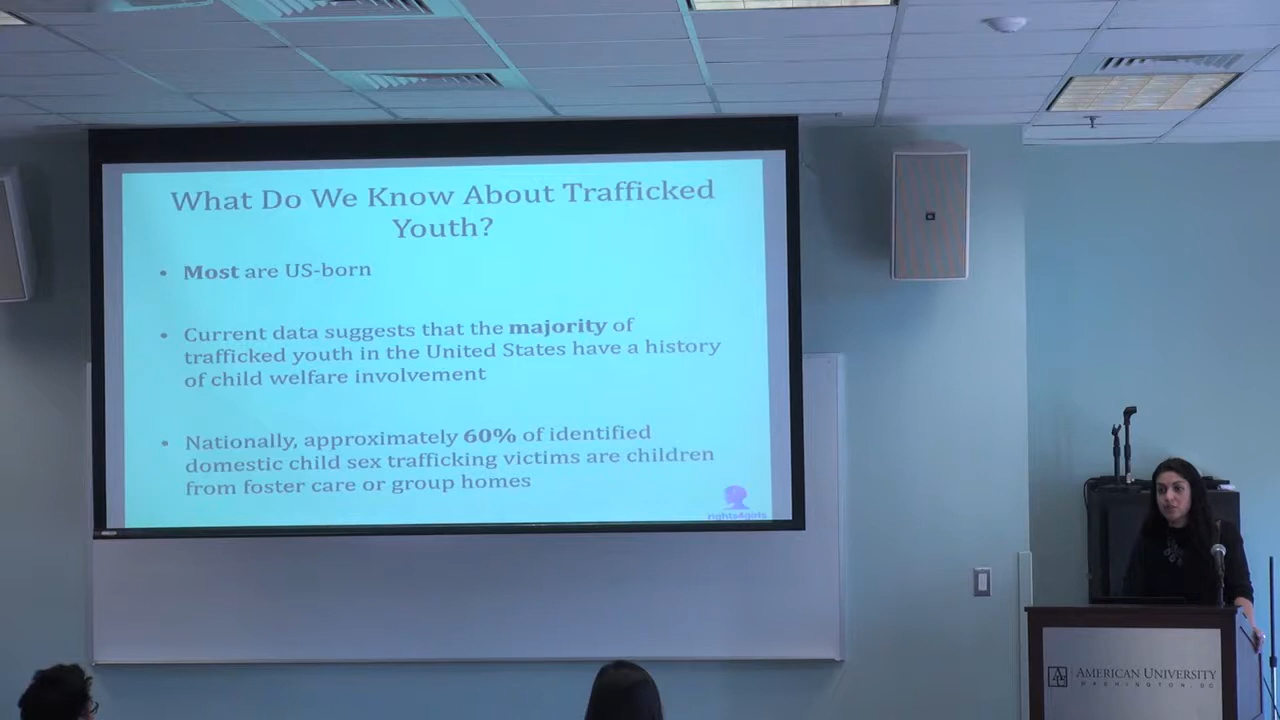 What Do We Know About Trafficked
Youth?
• Most are US-born
• Current data suggests that the majority of
trafficked youth in the United States have a history
of child welfare involvement
• Nationally, approximately 60% of identified
domestic child sex trafficking victims are children
from foster care or group homes
rights4girls
AMERICAN UNIVERSITY
WASHINGTON, DC